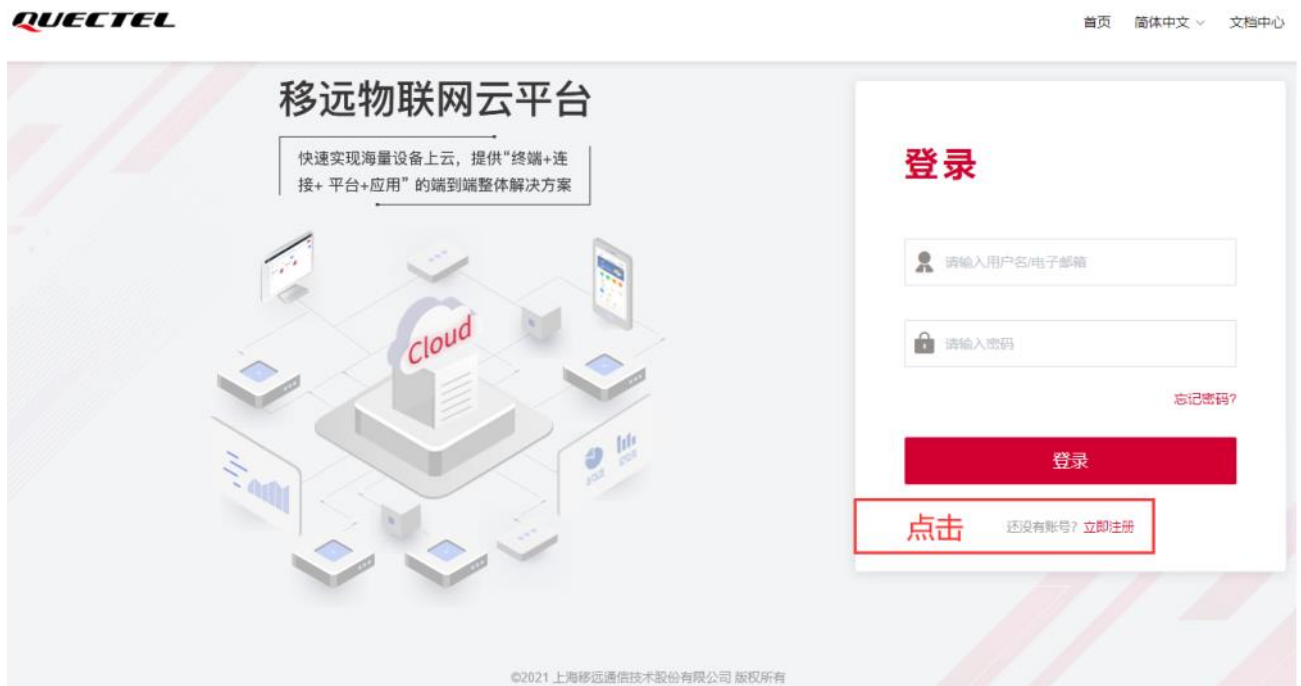 QUECTEL
首页 简体中文 文档中心
移远物联网云平台
快速实现海量设备上云，提供“终端+连
接+ 平台+应用”的端到端整体解决方案
Cloud
登录
请输入用户名/电子邮箱
请输入密码
忘记密码?
登录
点击 还没有账号? 立即注册
©2021 上海移远通信技术股份有限公司 版权所有